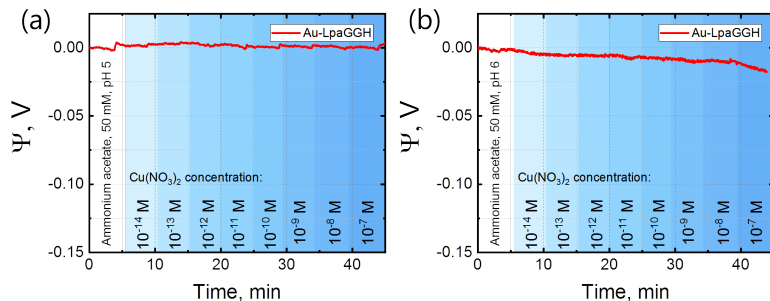 (a)
Au-LpaGGH
0.00
-0.05
-0.10
-0.15
Ψ, V
Ammonium acetate, 50 mM, pH 5
Cu(NO₃)₂ concentration:
10⁻¹⁴ M
10⁻¹³ M
10⁻¹² M
10⁻¹¹ M
10⁻¹⁰ M
10⁻⁹ M
10⁻⁸ M
10⁻⁷ M
0 10 20 30 40
Time, min
(b)
Au-LpaGGH
0.00
-0.05
-0.10
-0.15
Ψ, V
Ammonium acetate, 50 mM, pH 6
Cu(NO₃)₂ concentration:
10⁻¹⁴ M
10⁻¹³ M
10⁻¹² M
10⁻¹¹ M
10⁻¹⁰ M
10⁻⁹ M
10⁻⁸ M
10⁻⁷ M
0 10 20 30 40
Time, min